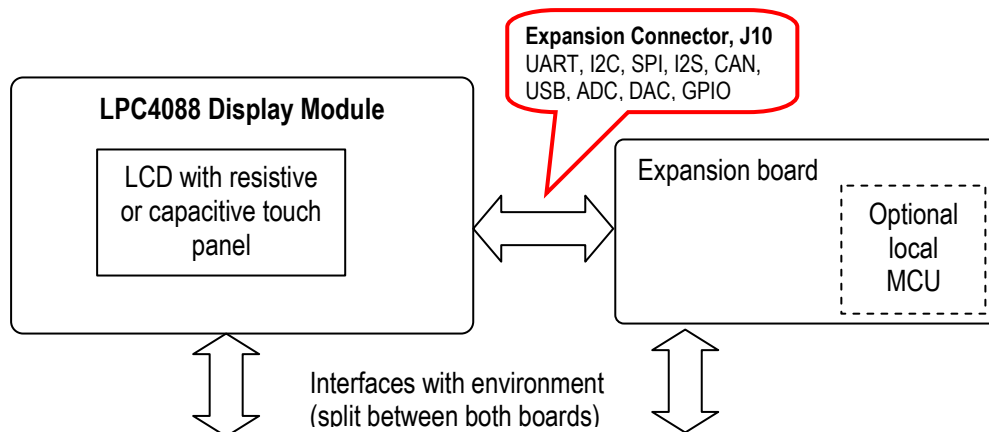 Expansion Connector, J10
UART, I2C, SPI, I2S, CAN,
USB, ADC, DAC, GPIO
LPC4088 Display Module
LCD with resistive
or capacitive touch
panel
Expansion board
Optional
local
MCU
Interfaces with environment
(split between both boards)